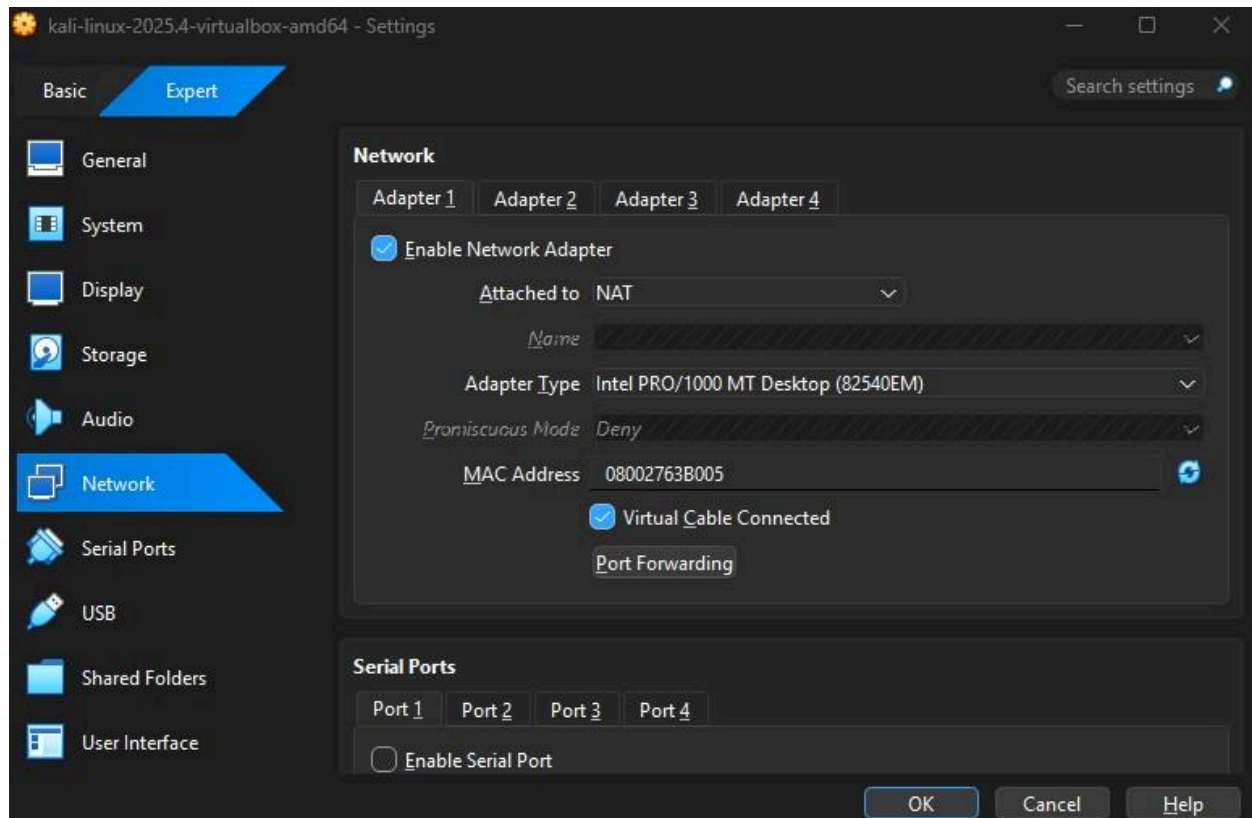 kali-linux-2025.4-virtualbox-amd64 - Settings
Basic Expert Search settings
General
System
Display
Storage
Audio
Network
Serial Ports
USB
Shared Folders
User Interface
Network
Adapter 1 Adapter 2 Adapter 3 Adapter 4
Enable Network Adapter
Attached to NAT
Name
Adapter Type Intel PRO/1000 MT Desktop (82540EM)
Promiscuous Mode Deny
MAC Address 08002763B005
Virtual Cable Connected
Port Forwarding
Serial Ports
Port 1 Port 2 Port 3 Port 4
Enable Serial Port
OK Cancel Help